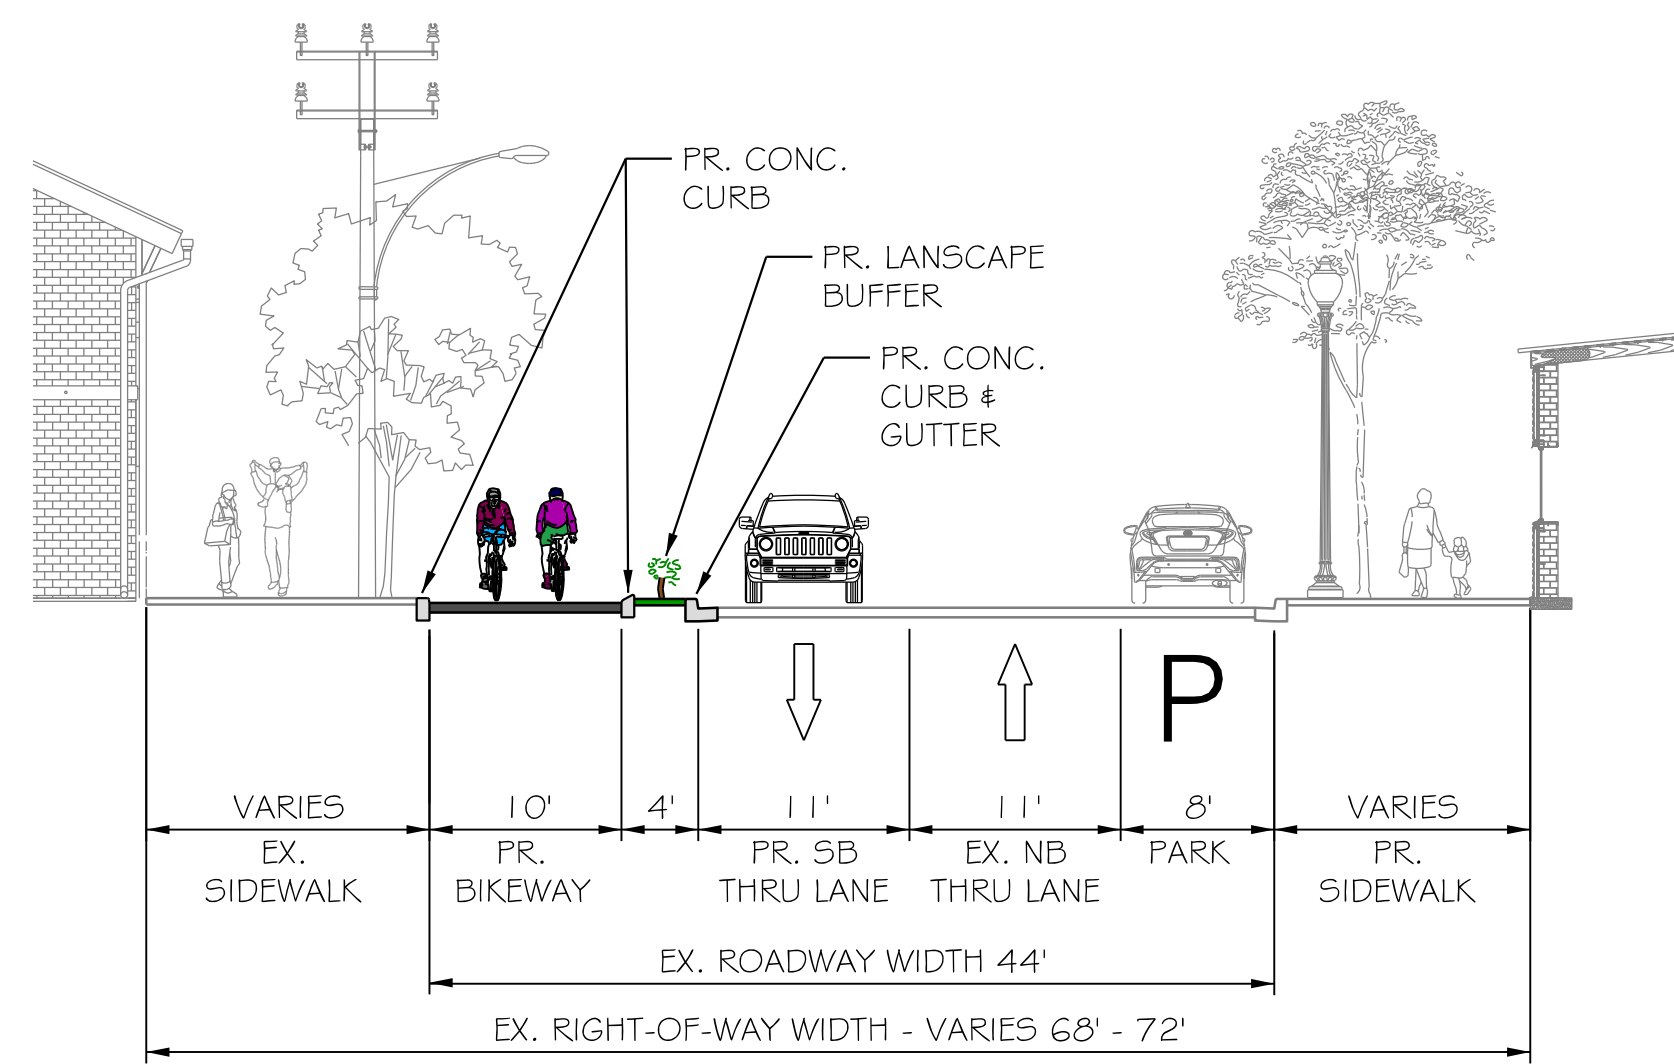 PR. CONC.
CURB
PR. LANSCAPE
BUFFER
PR. CONC.
CURB &
GUTTER
P
VARIES
10'
4'
11'
11'
8'
VARIES
EX.
SIDEWALK
PR.
BIKEWAY
PR. SB
THRU LANE
EX. NB
THRU LANE
PARK
PR.
SIDEWALK
EX. ROADWAY WIDTH 44'
EX. RIGHT-OF-WAY WIDTH - VARIES 68' - 72'